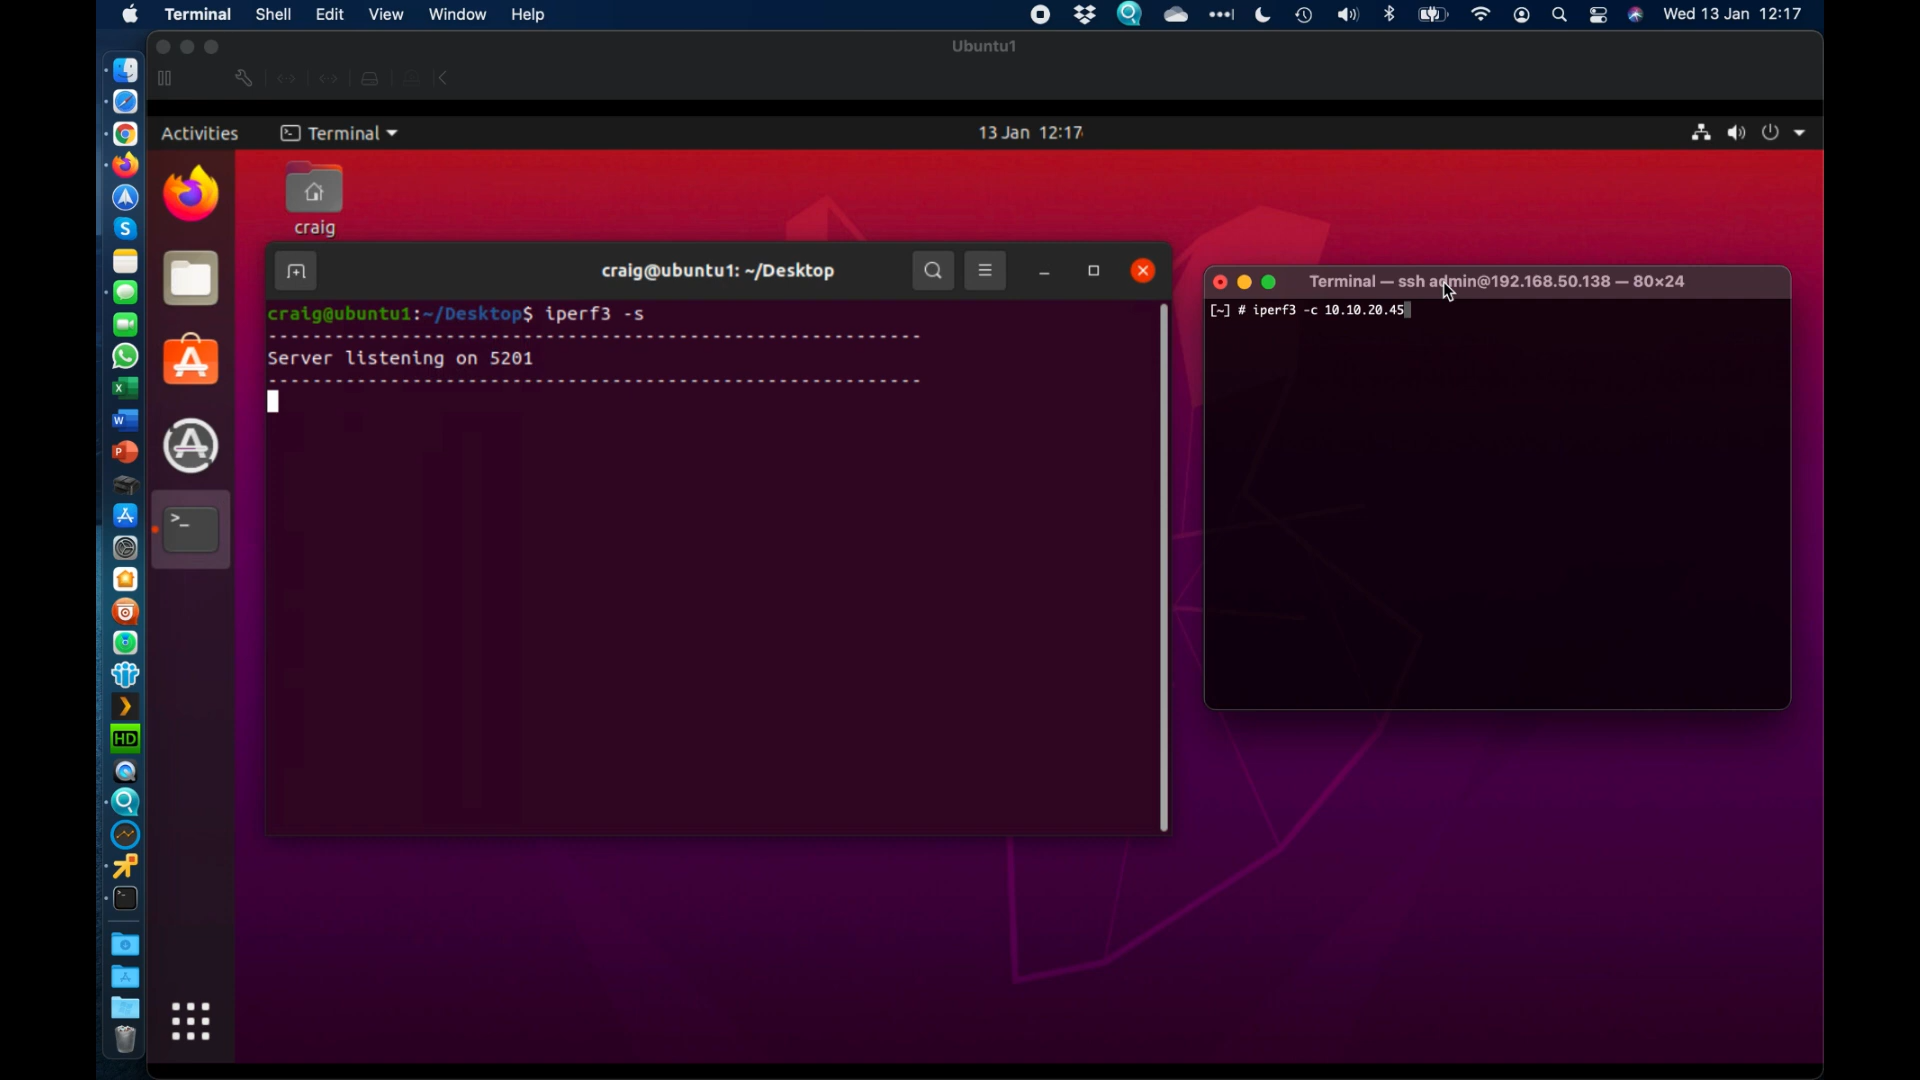 Terminal Shell Edit View Window Help
Wed 13 Jan 12:17
Ubuntu1
Activities
Terminal
13 Jan 12:17
craig
craig@ubuntu1: ~/Desktop
craig@ubuntu1:~/Desktop$ iperf3 -s
-----------------------------------------------------------
Server listening on 5201
-----------------------------------------------------------
Terminal — ssh admin@192.168.50.138 — 80×24
[~] # iperf3 -c 10.10.20.45
S
X
W
P
HD